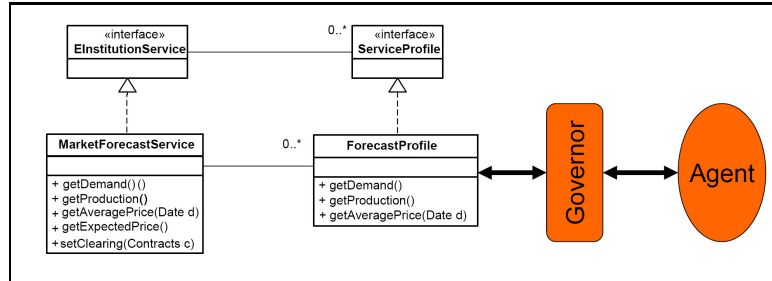 «interface»
EInstitutionService
0..*
«interface»
ServiceProfile
MarketForecastService
+ getDemand()()
+ getProduction()
+ getAveragePrice(Date d)
+ getExpectedPrice()
+setClearing(Contracts c)
0..*
ForecastProfile
+ getDemand()
+ getProduction()
+ getAveragePrice(Date d)
Governor
Agent